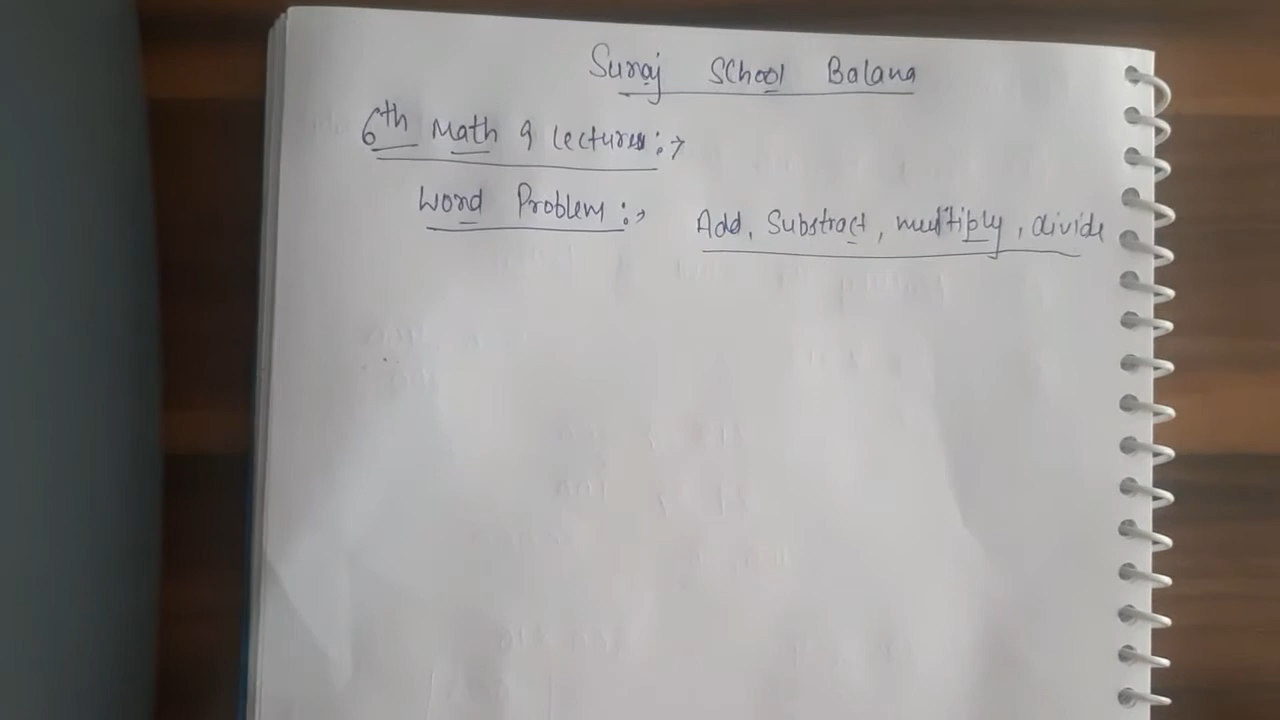 Suraj School Balana
6th Math 9 lectures :->
Word Problem :->
Add, Substract, multiply, divide